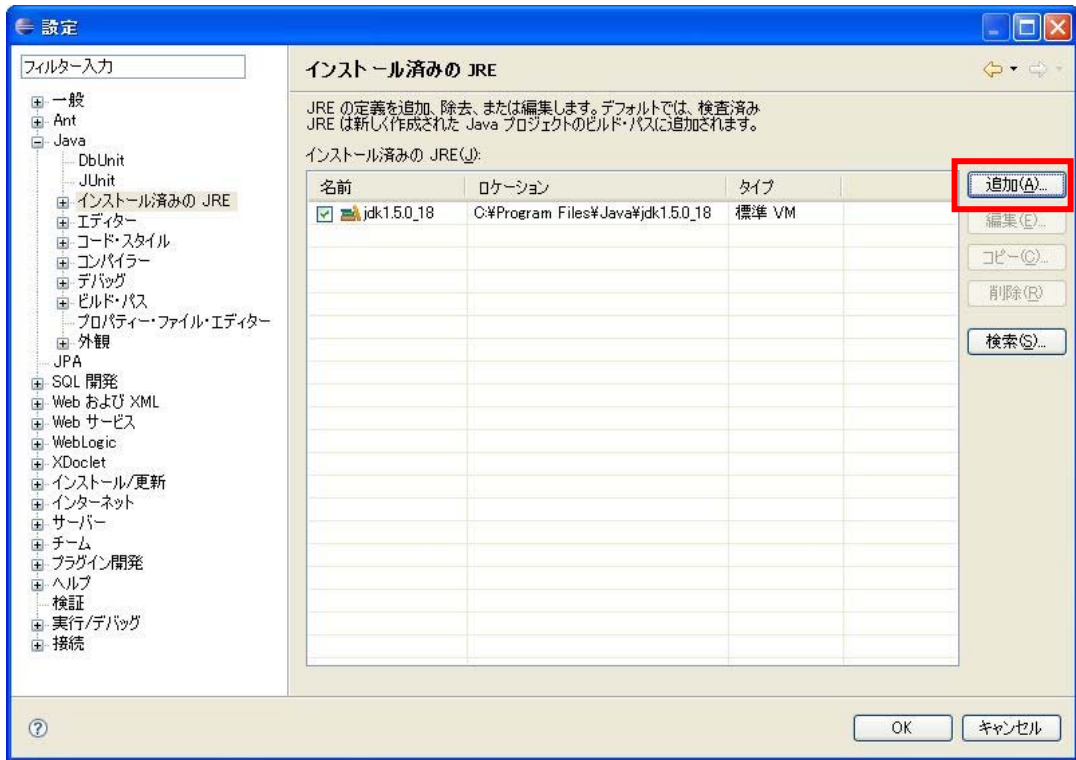 設定
フィルター入力
一般
Ant
Java
DbUnit
JUnit
インストール済みの JRE
エディター
コード・スタイル
コンパイラー
デバッグ
ビルド・パス
プロパティー・ファイル・エディター
外観
JPA
SQL 開発
Web および XML
Web サービス
WebLogic
XDoclet
インストール/更新
インターネット
サーバー
チーム
プラグイン開発
ヘルプ
検証
実行/デバッグ
接続
インストール済みの JRE
JRE の定義を追加、除去、または編集します。デフォルトでは、検査済み
JRE は新しく作成された Java プロジェクトのビルド・パスに追加されます。
インストール済みの JRE(J):
名前 ロケーション タイプ
jdk1.5.0_18 C:¥Program Files¥Java¥jdk1.5.0_18 標準 VM
追加(A)...
編集(E)...
コピー(C)...
削除(R)
検索(S)...
OK キャンセル